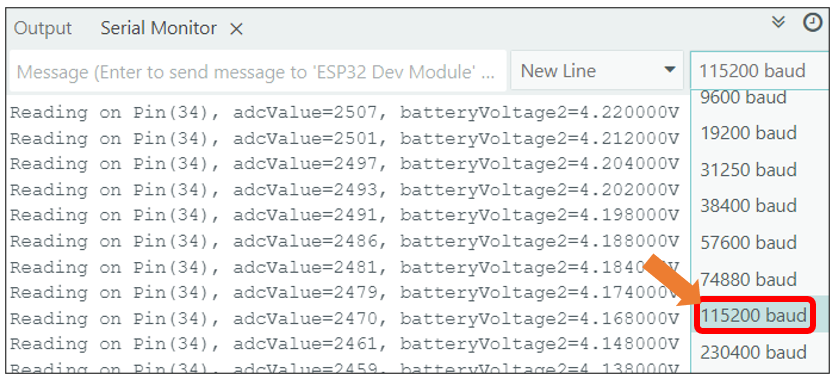 Output Serial Monitor ×
Message (Enter to send message to 'ESP32 Dev Module' ... New Line 115200 baud
Reading on Pin(34), adcValue=2507, batteryVoltage2=4.220000V
Reading on Pin(34), adcValue=2501, batteryVoltage2=4.212000V
Reading on Pin(34), adcValue=2497, batteryVoltage2=4.204000V
Reading on Pin(34), adcValue=2493, batteryVoltage2=4.202000V
Reading on Pin(34), adcValue=2491, batteryVoltage2=4.198000V
Reading on Pin(34), adcValue=2486, batteryVoltage2=4.188000V
Reading on Pin(34), adcValue=2481, batteryVoltage2=4.184000V
Reading on Pin(34), adcValue=2479, batteryVoltage2=4.174000V
Reading on Pin(34), adcValue=2470, batteryVoltage2=4.168000V
Reading on Pin(34), adcValue=2461, batteryVoltage2=4.148000V
Reading on Pin(34), adcValue=2459, batteryVoltage2=4.138000V
9600 baud
19200 baud
31250 baud
38400 baud
57600 baud
74880 baud
115200 baud
230400 baud